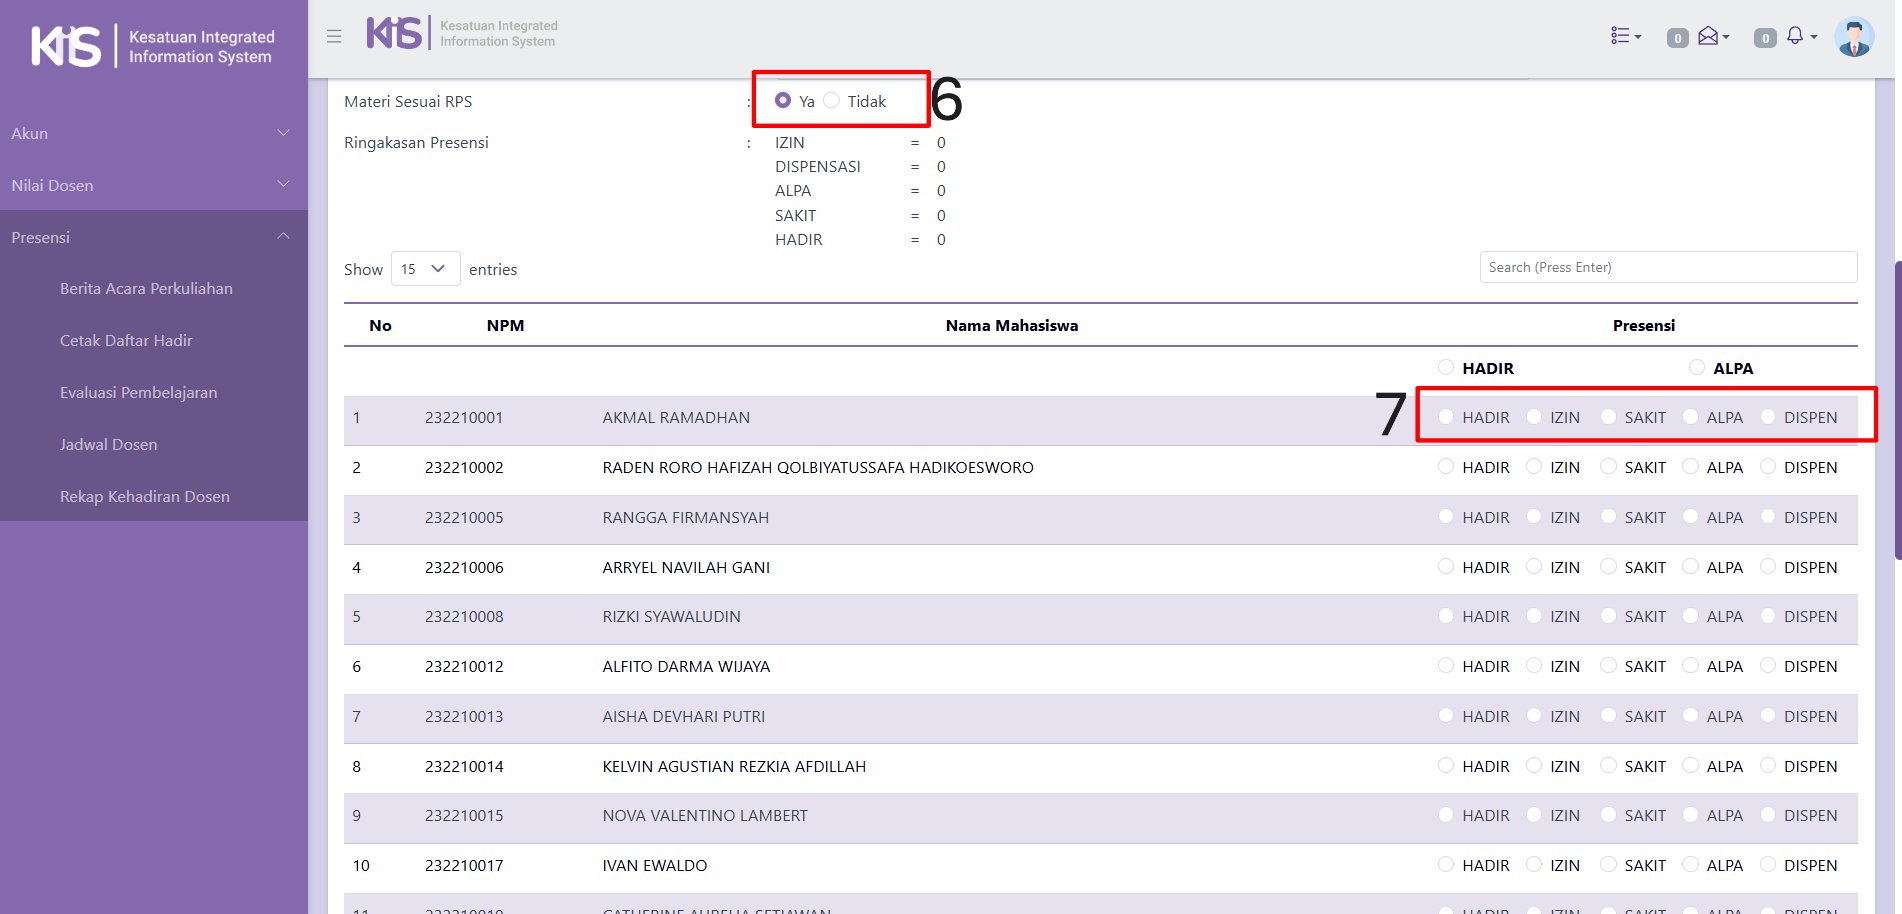 KIS Kesatuan Integrated
Information System
KIS Kesatuan Integrated
Information System
0 0
Akun
Nilai Dosen
Presensi
Berita Acara Perkuliahan
Cetak Daftar Hadir
Evaluasi Pembelajaran
Jadwal Dosen
Rekap Kehadiran Dosen
Materi Sesuai RPS : Ya Tidak 6
Ringakasan Presensi : IZIN = 0
DISPENSASI = 0
ALPA = 0
SAKIT = 0
HADIR = 0
Show 15 entries Search (Press Enter)
No NPM Nama Mahasiswa Presensi
HADIR ALPA
1 232210001 AKMAL RAMADHAN 7 HADIR IZIN SAKIT ALPA DISPEN
2 232210002 RADEN RORO HAFIZAH QOLBIYATUSSAFA HADIKOESWORO HADIR IZIN SAKIT ALPA DISPEN
3 232210005 RANGGA FIRMANSYAH HADIR IZIN SAKIT ALPA DISPEN
4 232210006 ARRYEL NAVILAH GANI HADIR IZIN SAKIT ALPA DISPEN
5 232210008 RIZKI SYAWALUDIN HADIR IZIN SAKIT ALPA DISPEN
6 232210012 ALFITO DARMA WIJAYA HADIR IZIN SAKIT ALPA DISPEN
7 232210013 AISHA DEVHARI PUTRI HADIR IZIN SAKIT ALPA DISPEN
8 232210014 KELVIN AGUSTIAN REZKIA AFDILLAH HADIR IZIN SAKIT ALPA DISPEN
9 232210015 NOVA VALENTINO LAMBERT HADIR IZIN SAKIT ALPA DISPEN
10 232210017 IVAN EWALDO HADIR IZIN SAKIT ALPA DISPEN
11 HADIR IZIN SAKIT ALPA DISPEN